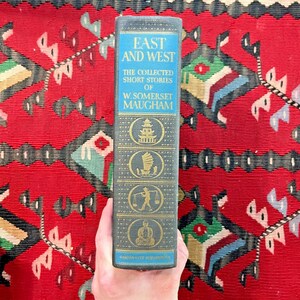 EAST
AND WEST
THE COLLECTED
SHORT STORIES
OF
W. SOMERSET
MAUGHAM